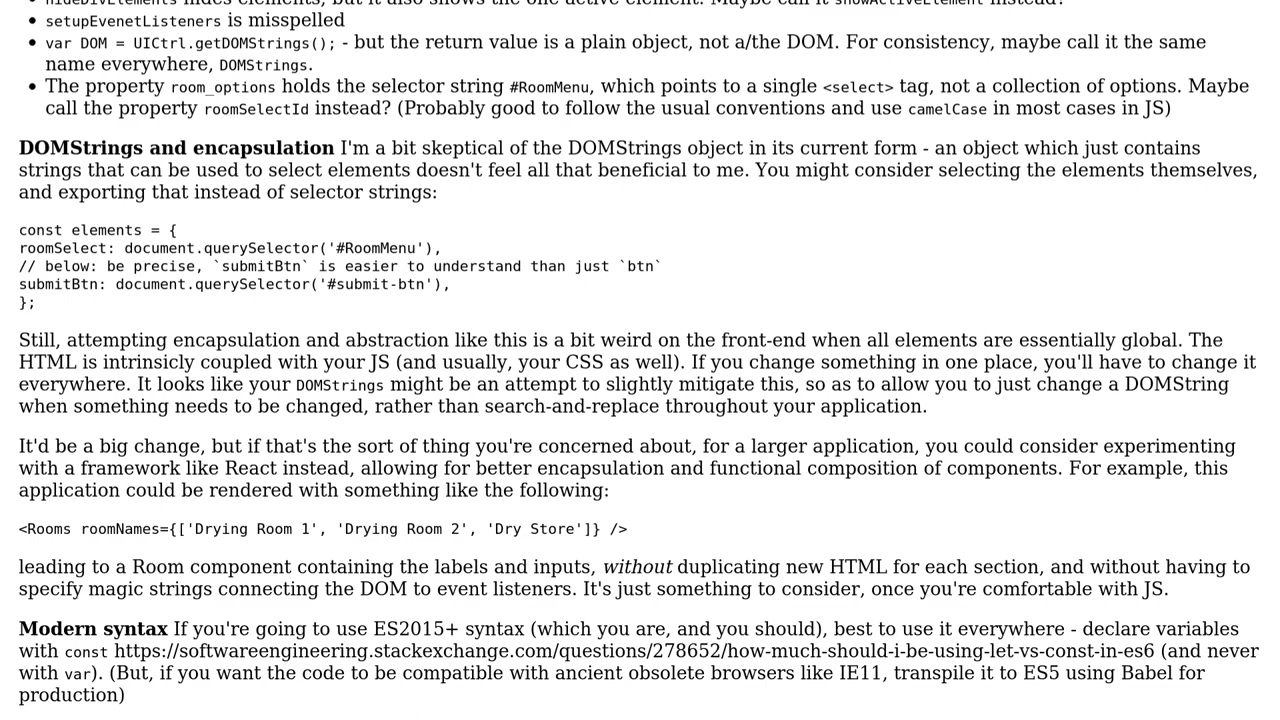 hideDivElements hides elements, but it also shows the one active element. Maybe call it showActiveElement instead?
• setupEvenetListeners is misspelled
• var DOM = UICtrl.getDOMStrings(); - but the return value is a plain object, not a/the DOM. For consistency, maybe call it the same
name everywhere, DOMStrings.
• The property room_options holds the selector string #RoomMenu, which points to a single <select> tag, not a collection of options. Maybe
call the property roomSelectId instead? (Probably good to follow the usual conventions and use camelCase in most cases in JS)
DOMStrings and encapsulation I'm a bit skeptical of the DOMStrings object in its current form - an object which just contains
strings that can be used to select elements doesn't feel all that beneficial to me. You might consider selecting the elements themselves,
and exporting that instead of selector strings:
const elements = {
roomSelect: document.querySelector('#RoomMenu'),
// below: be precise, `submitBtn` is easier to understand than just `btn`
submitBtn: document.querySelector('#submit-btn'),
};
Still, attempting encapsulation and abstraction like this is a bit weird on the front-end when all elements are essentially global. The
HTML is intrinsicly coupled with your JS (and usually, your CSS as well). If you change something in one place, you'll have to change it
everywhere. It looks like your DOMStrings might be an attempt to slightly mitigate this, so as to allow you to just change a DOMString
when something needs to be changed, rather than search-and-replace throughout your application.
It'd be a big change, but if that's the sort of thing you're concerned about, for a larger application, you could consider experimenting
with a framework like React instead, allowing for better encapsulation and functional composition of components. For example, this
application could be rendered with something like the following:
<Rooms roomNames={['Drying Room 1', 'Drying Room 2', 'Dry Store']} />
leading to a Room component containing the labels and inputs, without duplicating new HTML for each section, and without having to
specify magic strings connecting the DOM to event listeners. It's just something to consider, once you're comfortable with JS.
Modern syntax If you're going to use ES2015+ syntax (which you are, and you should), best to use it everywhere - declare variables
with const https://softwareengineering.stackexchange.com/questions/278652/how-much-should-i-be-using-let-vs-const-in-es6 (and never
with var). (But, if you want the code to be compatible with ancient obsolete browsers like IE11, transpile it to ES5 using Babel for
production)